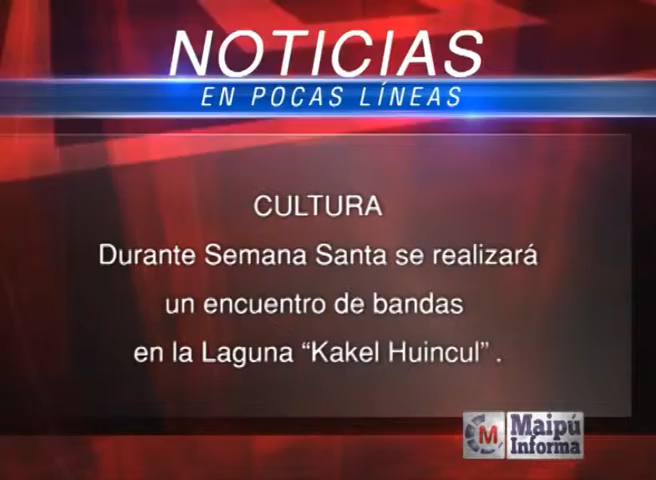 NOTICIAS
EN POCAS LÍNEAS
CULTURA
Durante Semana Santa se realizará
un encuentro de bandas
en la Laguna “Kakel Huincul” .
M Maipú
Informa